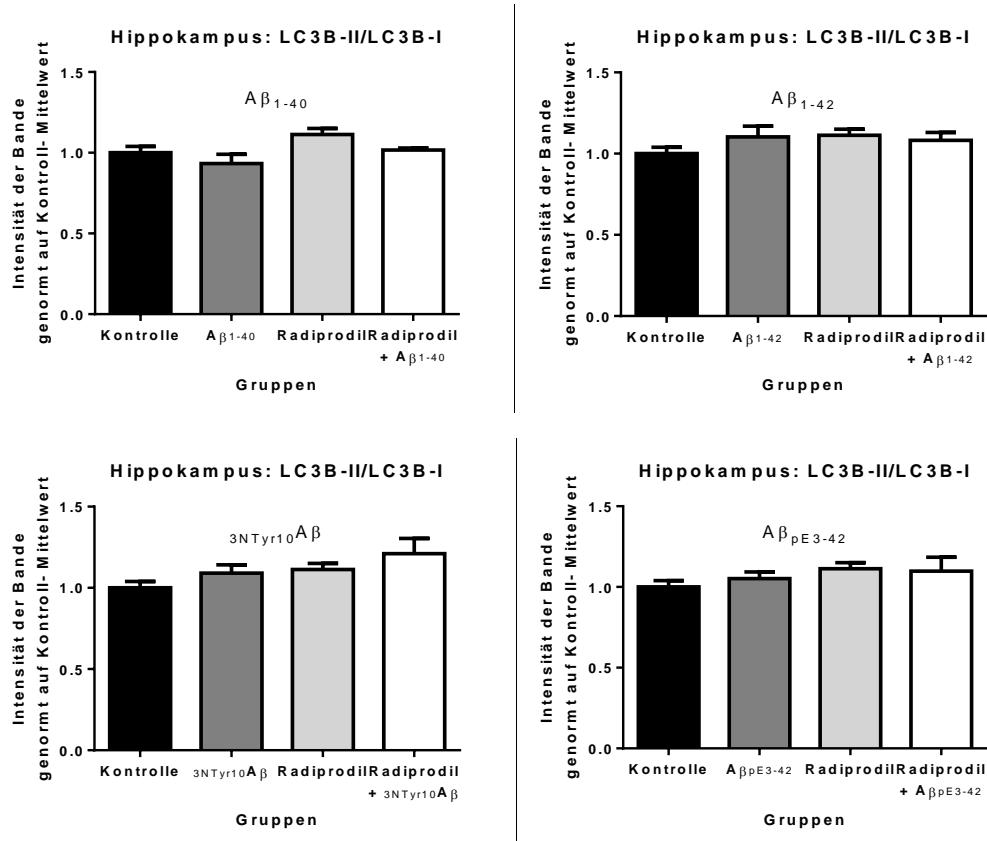 Hippokampus: LC3B-II/LC3B-I
Intensität der Bande
genormt auf Kontroll- Mittelwert
1.5
1.0
0.5
0.0
Aβ1-40
Kontrolle Aβ1-40 Radiprodil Radiprodil
+ Aβ1-40
Gruppen
Hippokampus: LC3B-II/LC3B-I
Intensität der Bande
genormt auf Kontroll- Mittelwert
1.5
1.0
0.5
0.0
Aβ1-42
Kontrolle Aβ1-42 Radiprodil Radiprodil
+ Aβ1-42
Gruppen
Hippokampus: LC3B-II/LC3B-I
Intensität der Bande
genormt auf Kontroll- Mittelwert
1.5
1.0
0.5
0.0
3NTyr10Aβ
Kontrolle 3NTyr10Aβ Radiprodil Radiprodil
+ 3NTyr10Aβ
Gruppen
Hippokampus: LC3B-II/LC3B-I
Intensität der Bande
genormt auf Kontroll- Mittelwert
1.5
1.0
0.5
0.0
AβpE3-42
Kontrolle AβpE3-42 Radiprodil Radiprodil
+ AβpE3-42
Gruppen